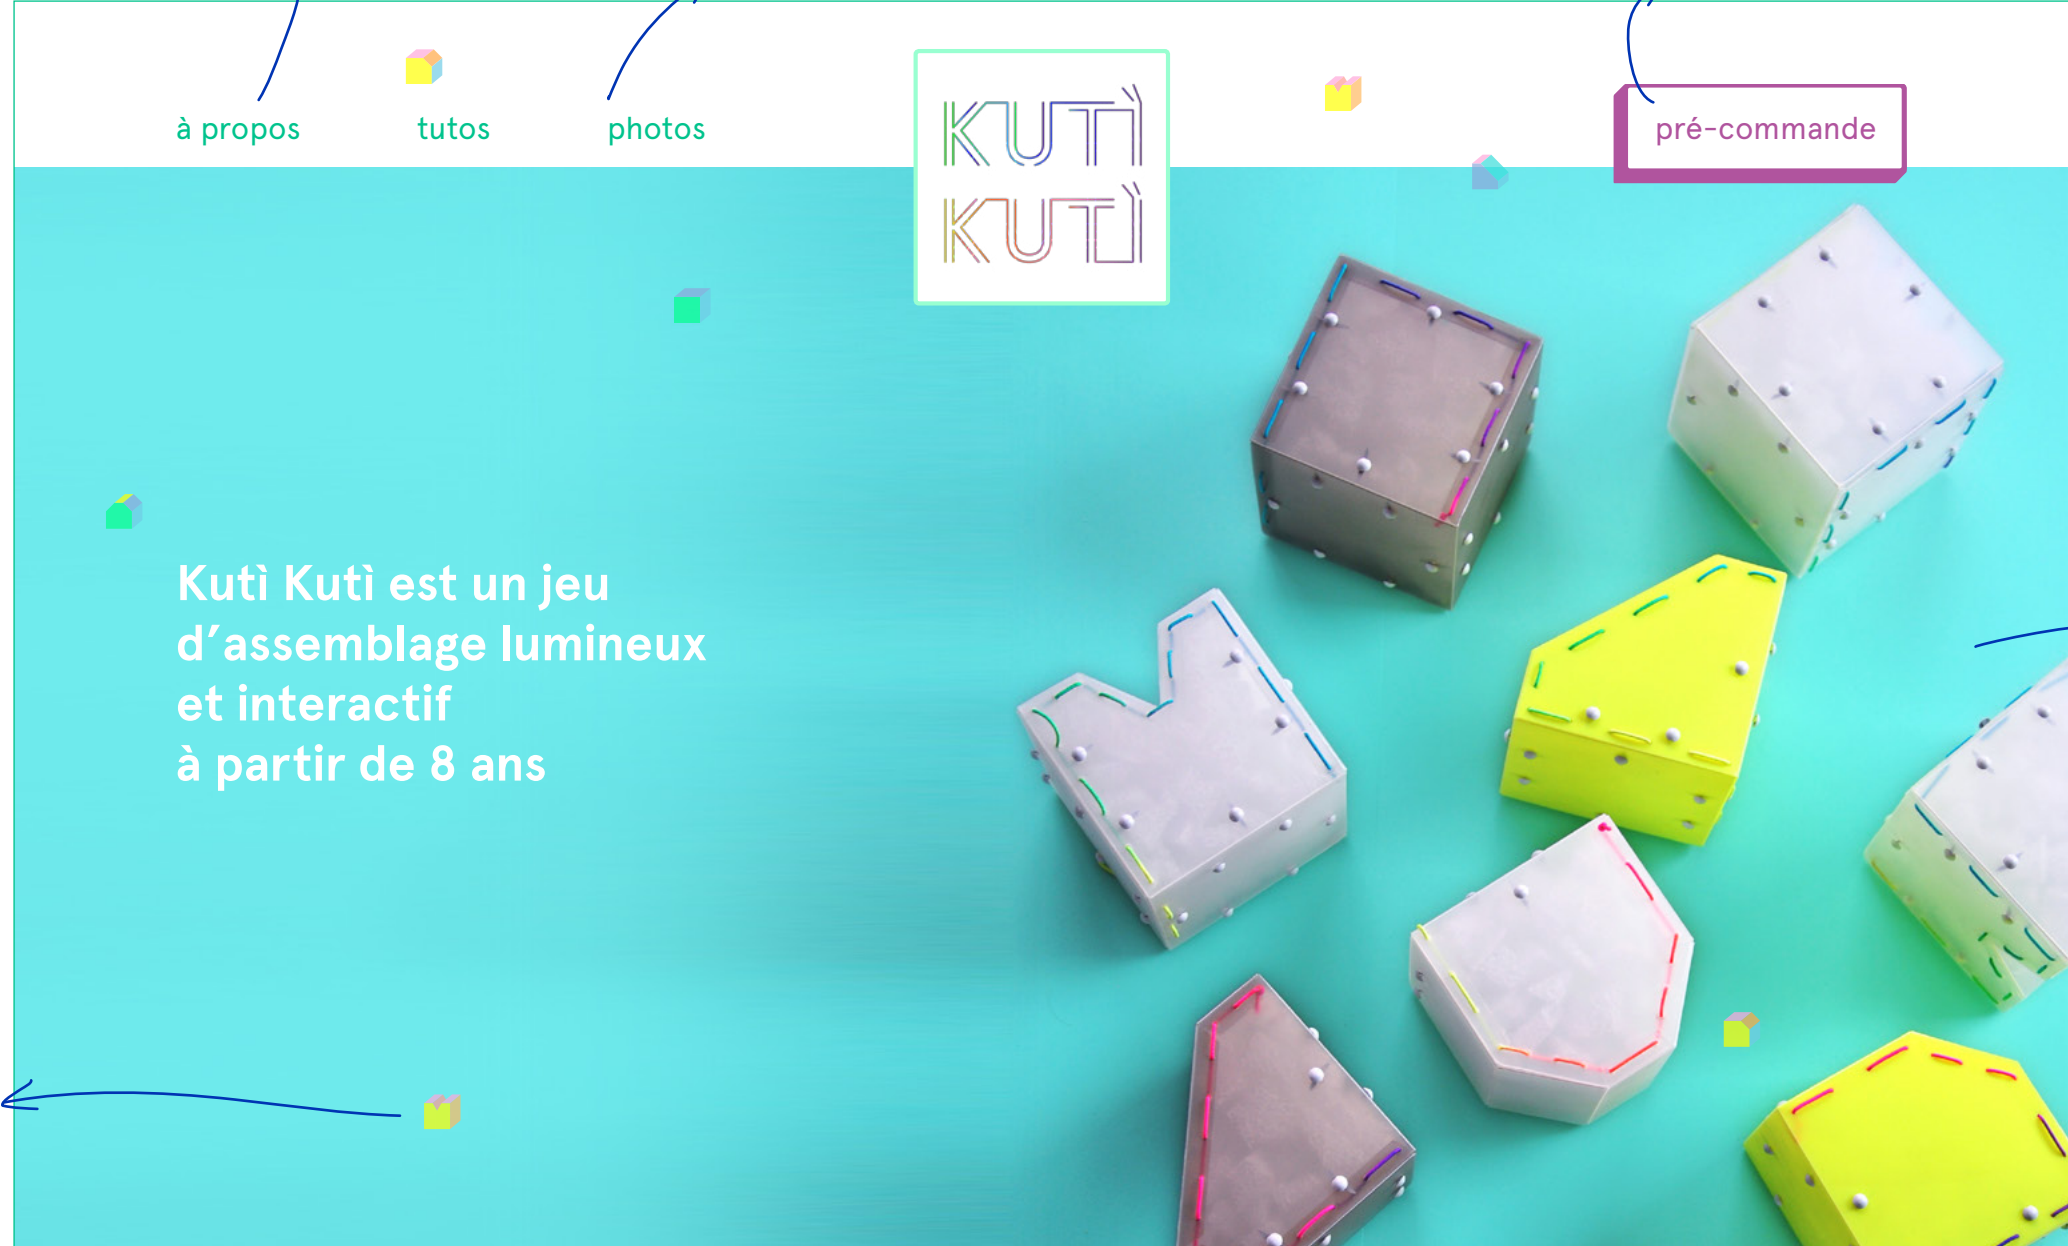 à propos
tutos
photos
KUTÌ
KUTÌ
pré-commande
Kutì Kutì est un jeu
d’assemblage lumineux
et interactif
à partir de 8 ans